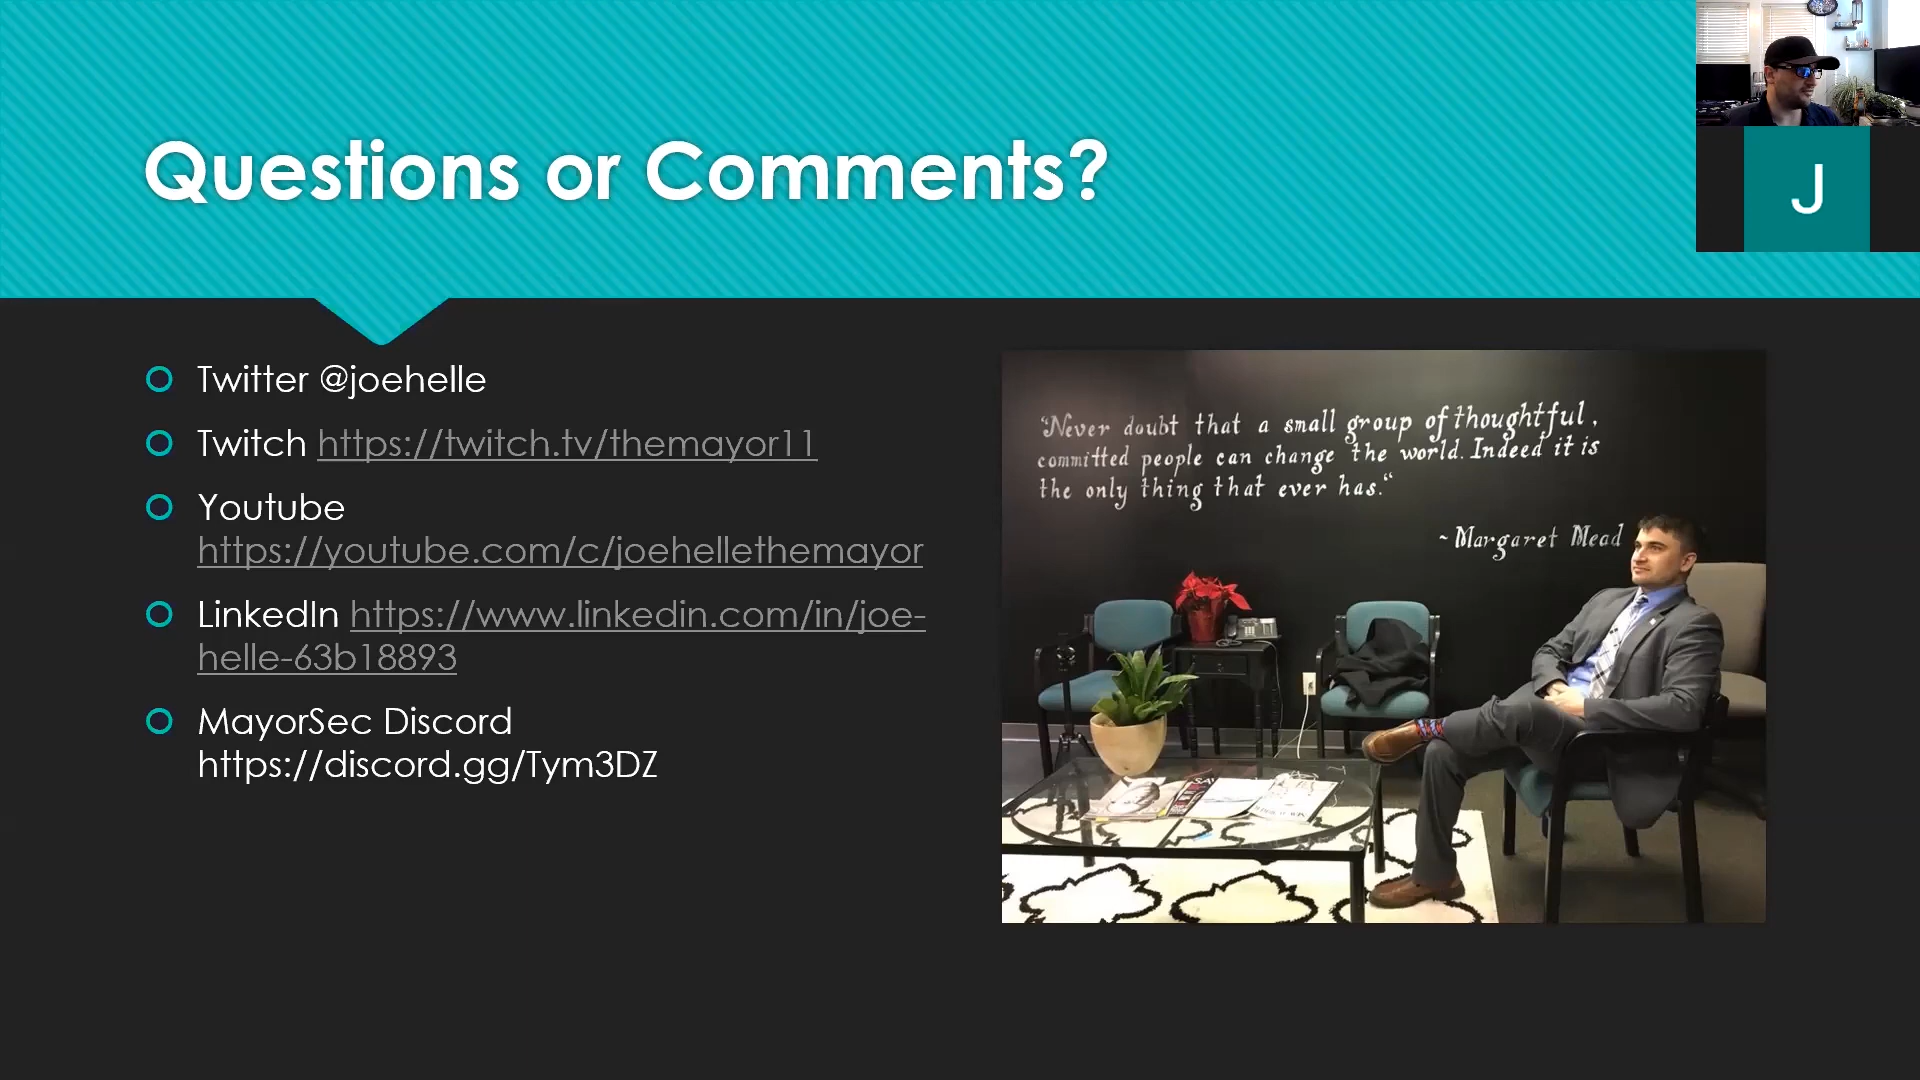 Questions or Comments?
J
Twitter @joehelle
Twitch https://twitch.tv/themayor11
Youtube
https://youtube.com/c/joehellethemayor
LinkedIn https://www.linkedin.com/in/joe-
helle-63b18893
MayorSec Discord
https://discord.gg/Tym3DZ
"Never doubt that a small group of thoughtful,
committed people can change the world. Indeed it is
the only thing that ever has."
~Margaret Mead